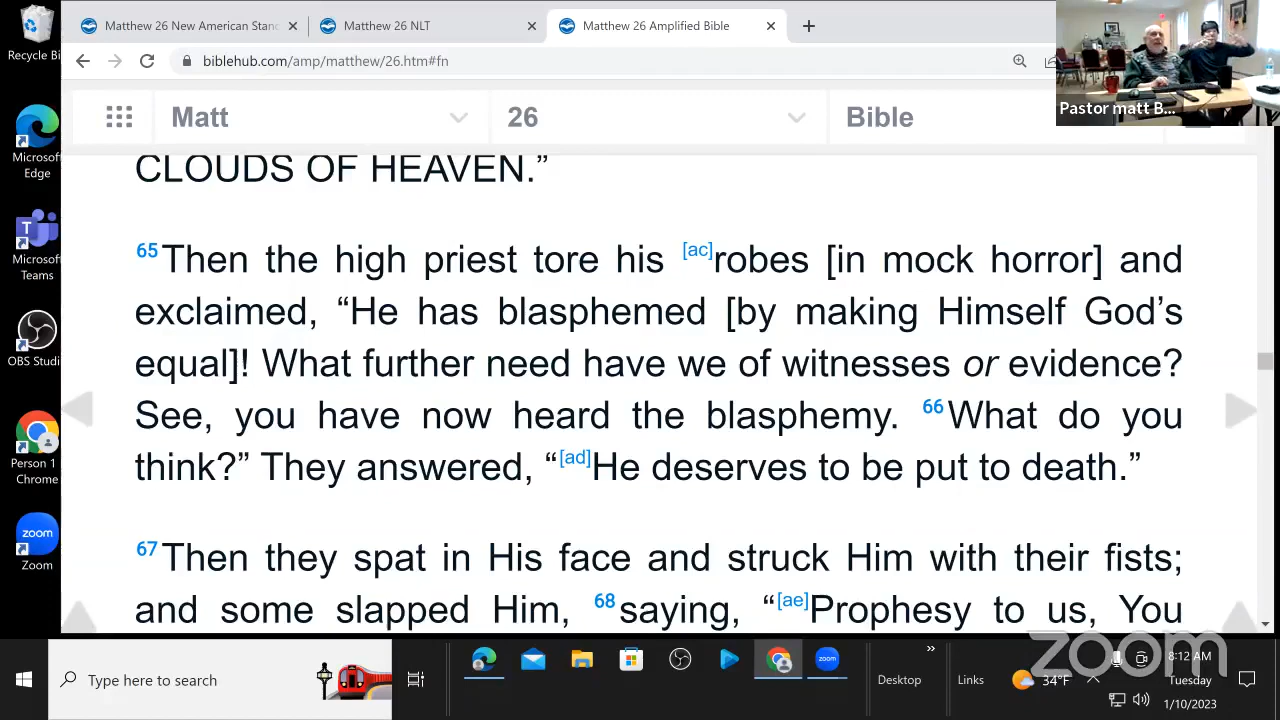 Recycle Bi
Matthew 26 New American Stanc
Matthew 26 NLT
Matthew 26 Amplified Bible
biblehub.com/amp/matthew/26.htm#fn
Pastor matt B...
Matt
26
Bible
CLOUDS OF HEAVEN.”
65Then the high priest tore his [ac]robes [in mock horror] and
exclaimed, “He has blasphemed [by making Himself God’s
equal]! What further need have we of witnesses or evidence?
See, you have now heard the blasphemy. 66What do you
think?” They answered, “[ad]He deserves to be put to death.”
67Then they spat in His face and struck Him with their fists;
and some slapped Him, 68saying, “[ae]Prophesy to us, You
Microsoft
Edge
Microsoft
Teams
OBS Studi
Person 1
Chrome
zoom
Zoom
Type here to search
zoom
Desktop
Links
34°F
8:12 AM
Tuesday
1/10/2023
zoom